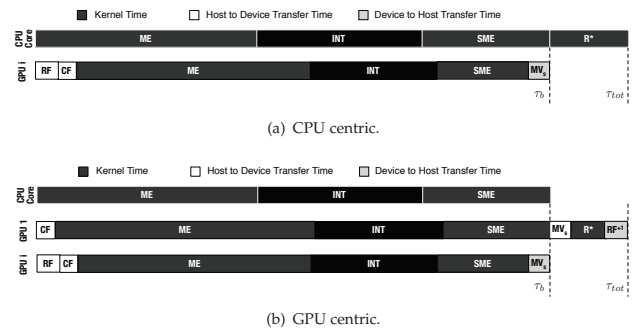 Kernel Time Host to Device Transfer Time Device to Host Transfer Time
CPU Core ME INT SME R*
GPU i RF CF ME INT SME MVs
τb τtot
(a) CPU centric.
Kernel Time Host to Device Transfer Time Device to Host Transfer Time
CPU Core ME INT SME
GPU 1 CF ME INT SME MVs R* RF+1
GPU i RF CF ME INT SME MVs
τb τtot
(b) GPU centric.